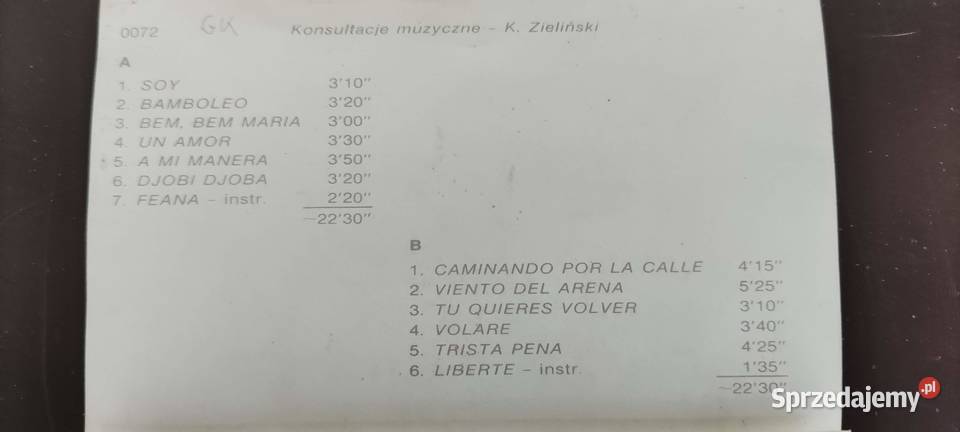 0072 GK Konsultacje muzyczne - K. Zieliński
A
1. SOY 3'10"
2. BAMBOLEO 3'20"
3. BEM, BEM MARIA 3'00"
4. UN AMOR 3'30"
5. A MI MANERA 3'50"
6. DJOBI DJOBA 3'20"
7. FEANA - instr. 2'20"
~22'30"
B
1. CAMINANDO POR LA CALLE 4'15"
2. VIENTO DEL ARENA 5'25"
3. TU QUIERES VOLVER 3'10"
4. VOLARE 3'40"
5. TRISTA PENA 4'25"
6. LIBERTE - instr. 1'35"
~22'30"
Sprzedajemy.pl